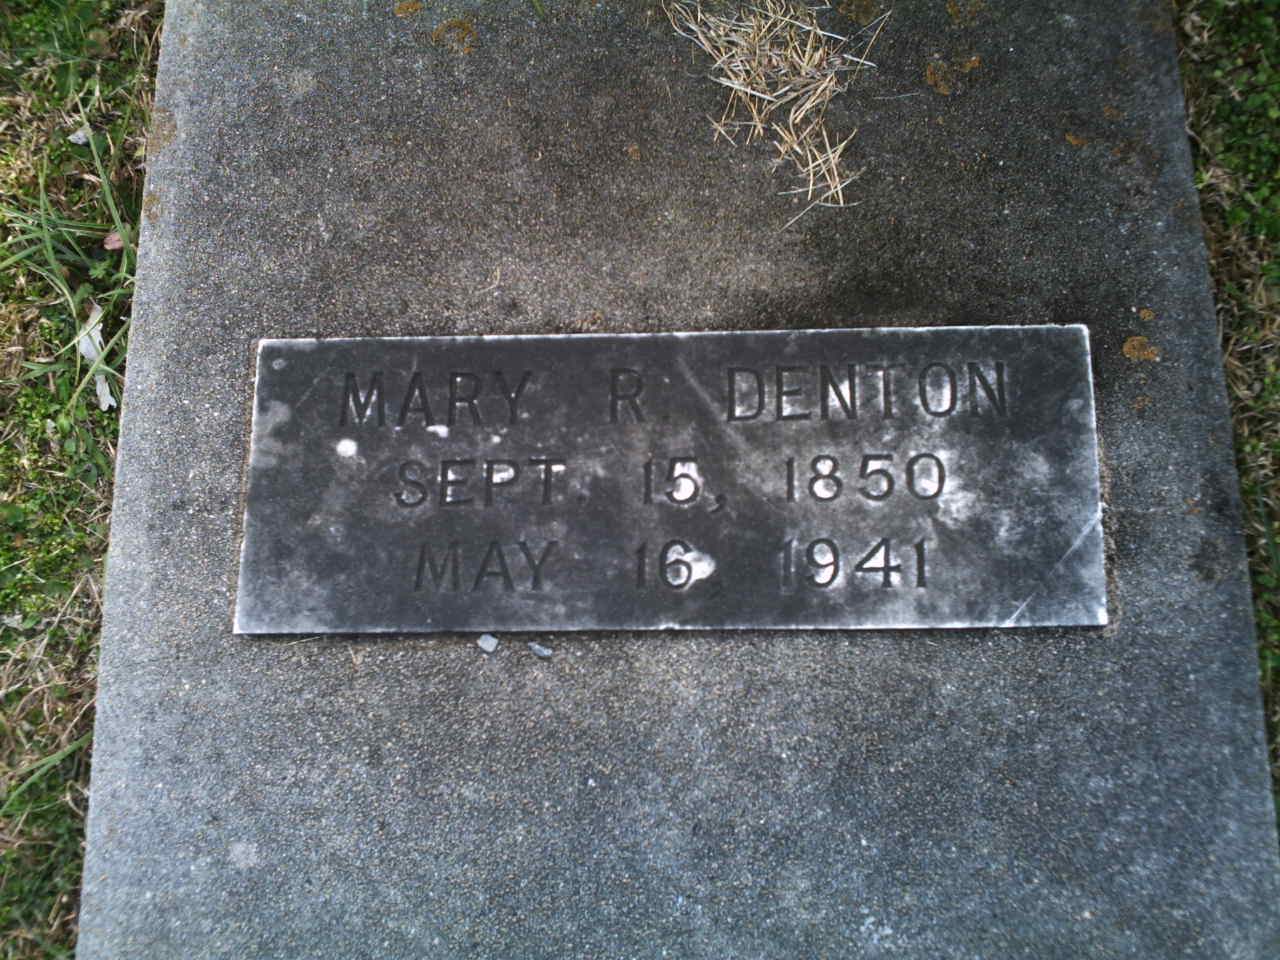 MARY R. DENTON
SEPT. 15, 1850
MAY 16, 1941